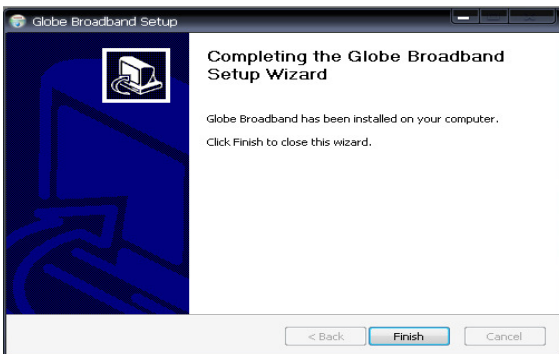 Globe Broadband Setup
Completing the Globe Broadband
Setup Wizard
Globe Broadband has been installed on your computer.
Click Finish to close this wizard.
< Back
Finish
Cancel